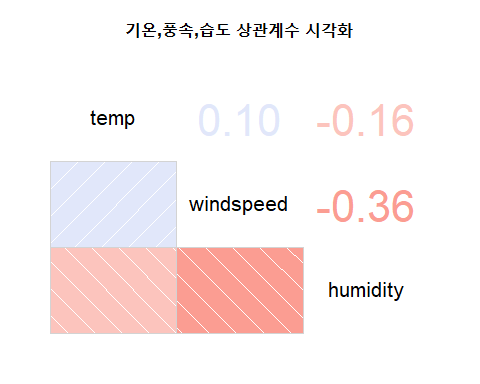 기온,풍속,습도 상관계수 시각화
temp 0.10 -0.16
windspeed -0.36
humidity